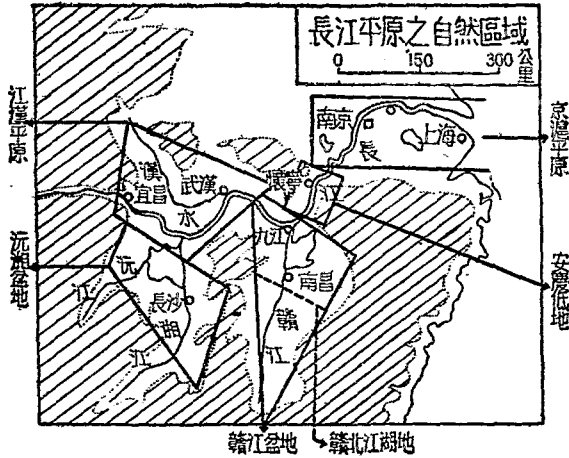 長江平原之自然區域
0 150 300 公里
江漢平原
沅湘盆地
京滬平原
安慶低地
贛江盆地
贛北江湖地
南京
上海
長
江
漢
水
宜昌
武漢
懷寧
九江
南昌
贛
江
沅
江
長沙
湘
江